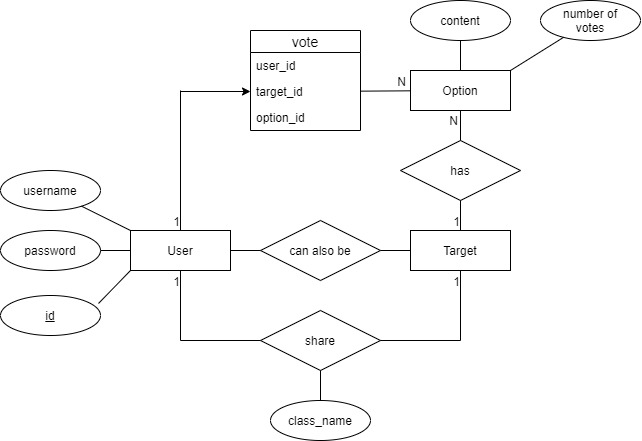 content
number of
votes
vote
user_id
target_id
option_id
N
Option
N
has
username
1
1
password
User
can also be
Target
id
1
1
share
class_name